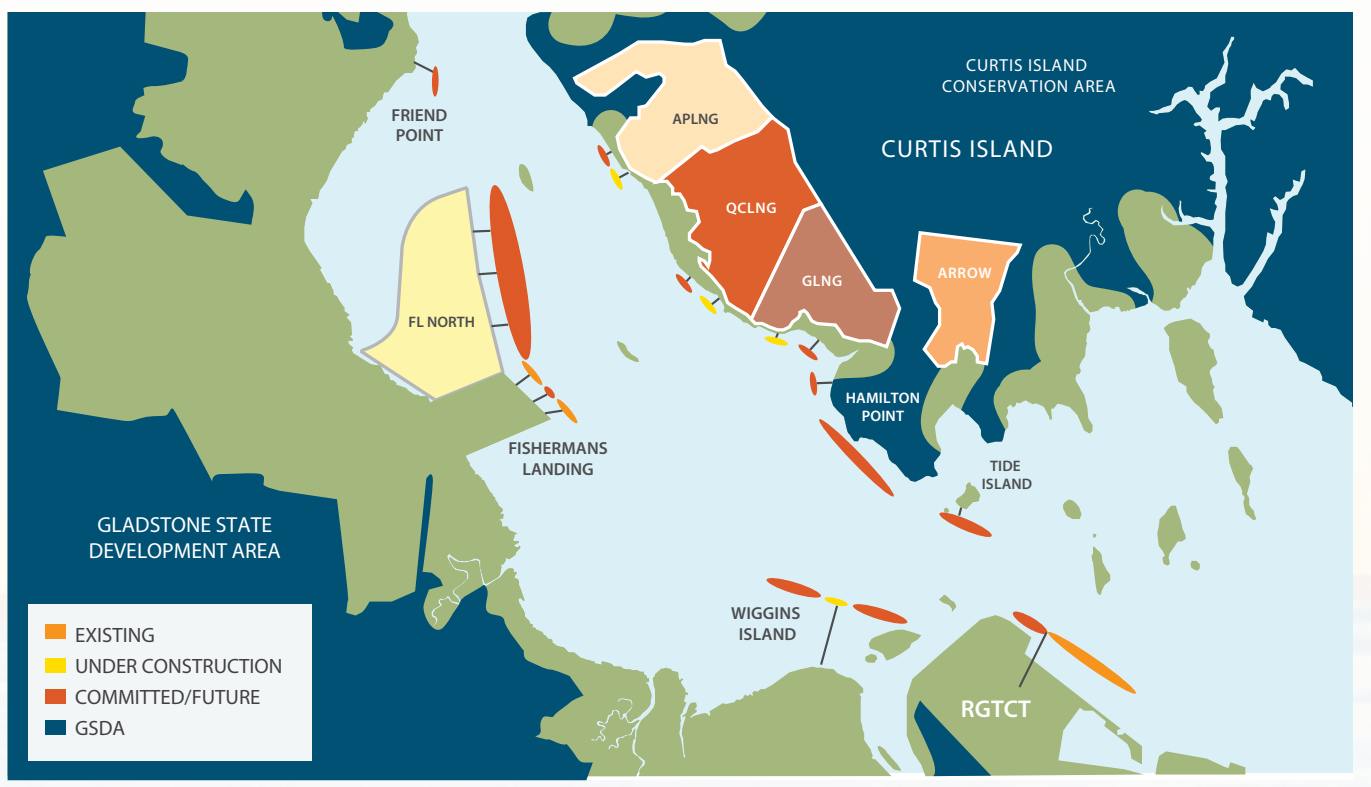 CURTIS ISLAND
CONSERVATION AREA
FRIEND
POINT
APLNG
CURTIS ISLAND
QCLNG
ARROW
GLNG
FL NORTH
HAMILTON
POINT
FISHERMANS
LANDING
TIDE
ISLAND
GLADSTONE STATE
DEVELOPMENT AREA
WIGGINS
ISLAND
RGTCT
EXISTING
UNDER CONSTRUCTION
COMMITTED/FUTURE
GSDA